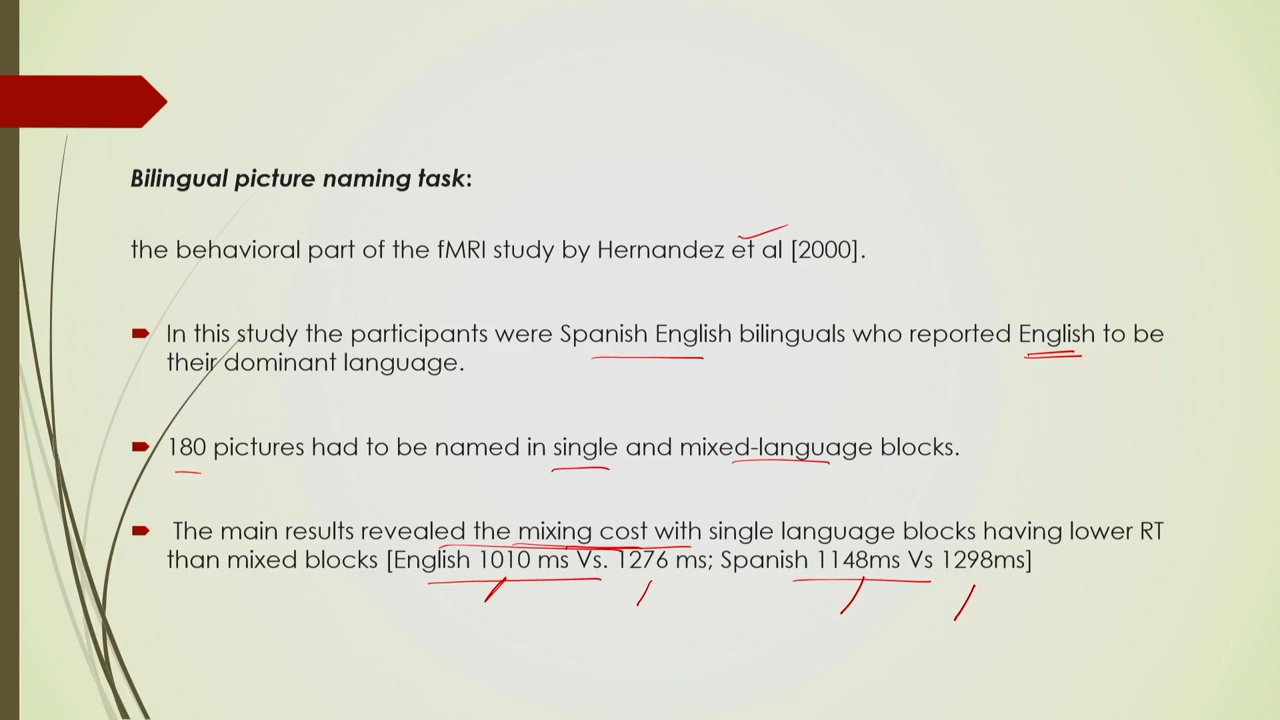 Bilingual picture naming task:
the behavioral part of the fMRI study by Hernandez et al [2000].
In this study the participants were Spanish English bilinguals who reported English to be
their dominant language.
180 pictures had to be named in single and mixed-language blocks.
The main results revealed the mixing cost with single language blocks having lower RT
than mixed blocks [English 1010 ms Vs. 1276 ms; Spanish 1148ms Vs 1298ms]